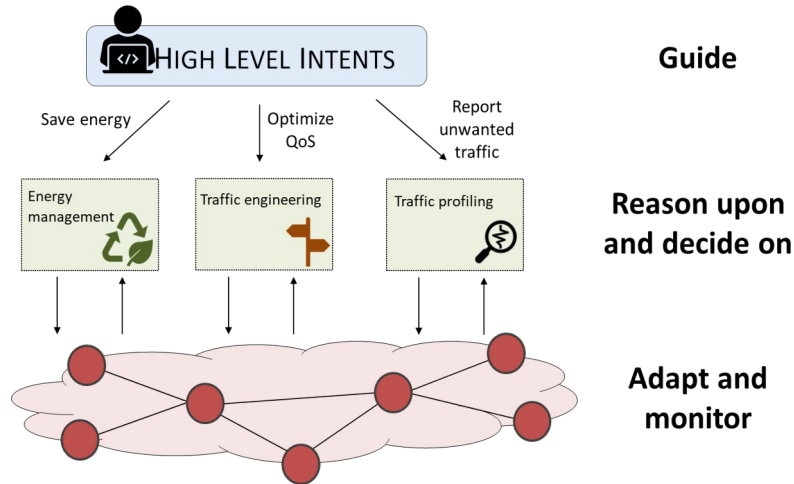 </>
HIGH LEVEL INTENTS
Guide
Save energy
Optimize
QoS
Report
unwanted
traffic
Energy
management
Traffic engineering
Traffic profiling
Reason upon
and decide on
Adapt and
monitor